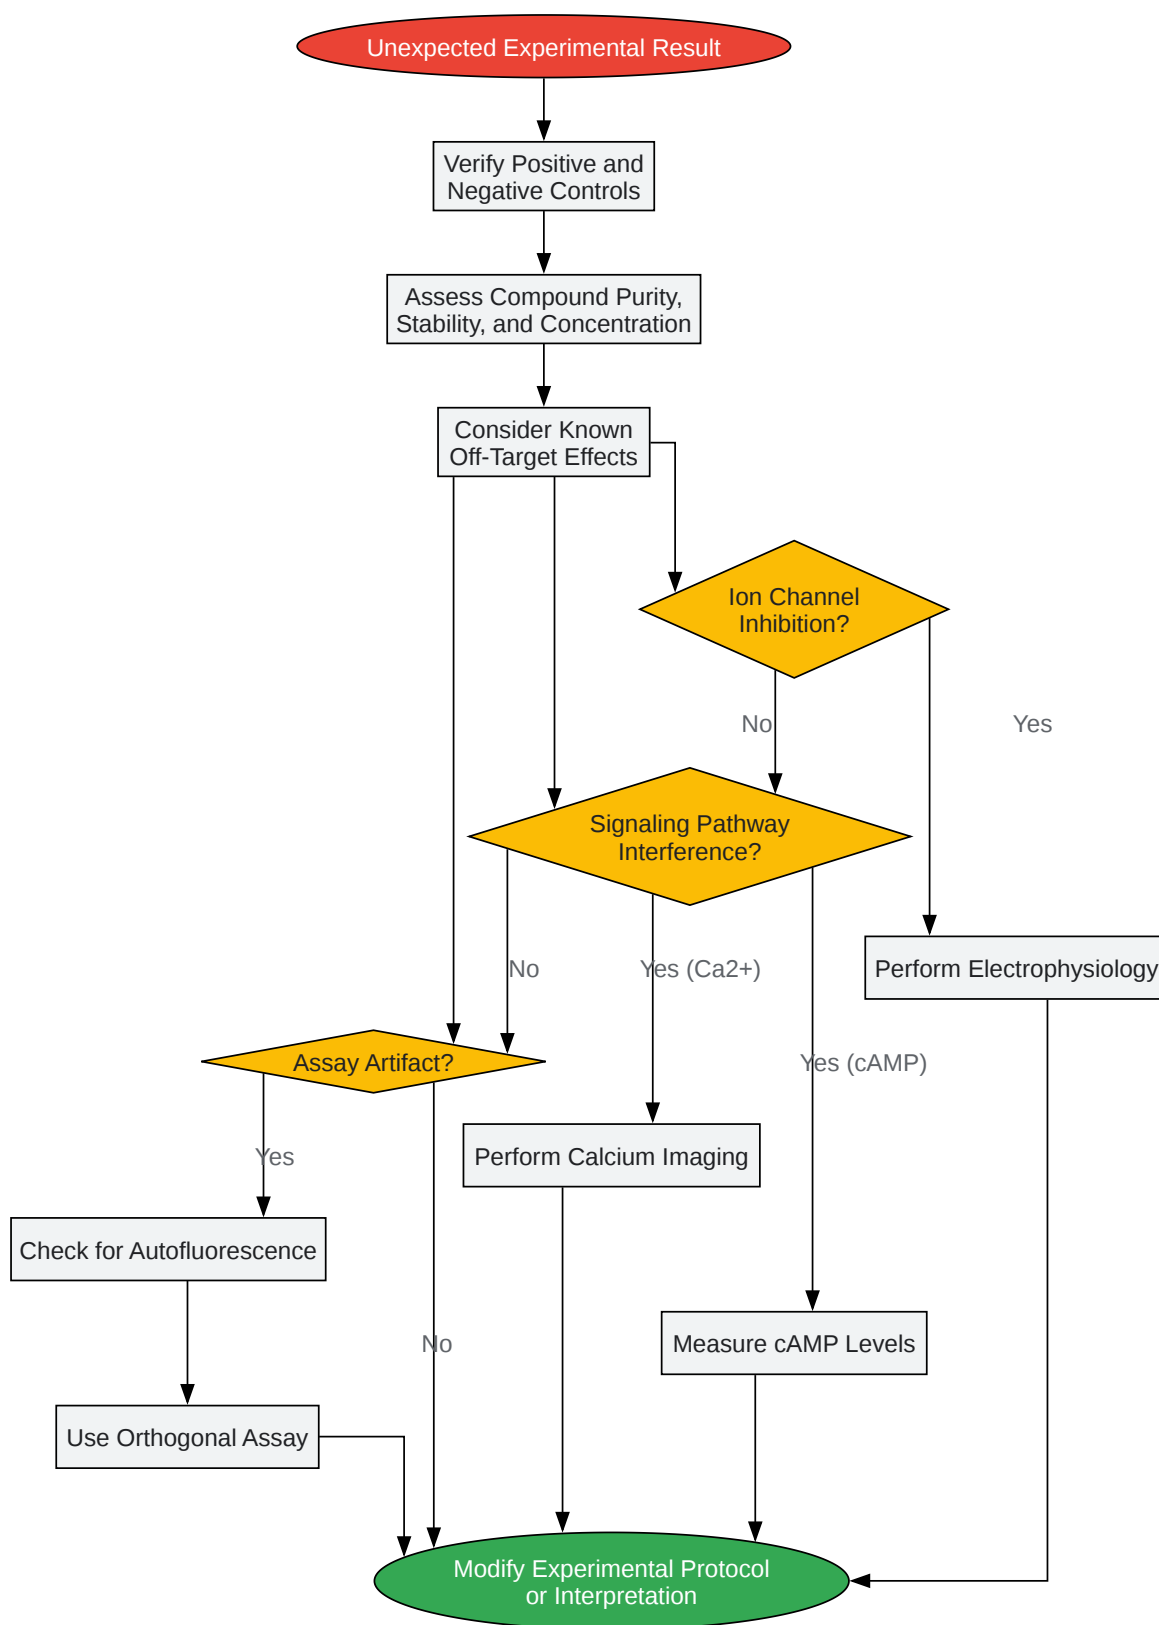 Unexpected Experimental Result
Verify Positive and
Negative Controls
Assess Compound Purity,
Stability, and Concentration
Consider Known
Off-Target Effects
Ion Channel
Inhibition?
No
Yes
Signaling Pathway
Interference?
No
Yes (Ca2+)
Perform Electrophysiology
Assay Artifact?
Yes (cAMP)
Yes
Perform Calcium Imaging
Check for Autofluorescence
No
Measure cAMP Levels
Use Orthogonal Assay
Modify Experimental Protocol
or Interpretation